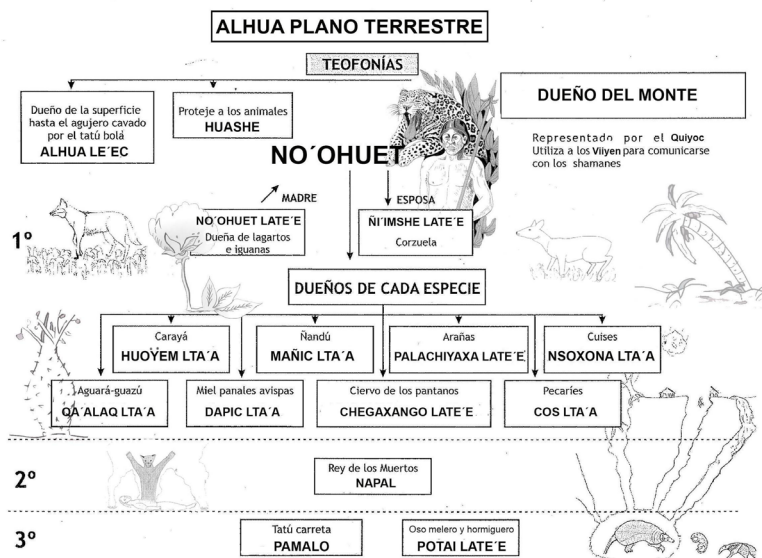 ALHUA PLANO TERRESTRE
TEOFONÍAS
Dueño de la superficie
hasta el agujero cavado
por el tatú bolá
ALHUA LE´EC
Proteje a los animales
HUASHE
DUEÑO DEL MONTE
Representado por el Quiyoc
Utiliza a los Viiyen para comunicarse
con los shamanes
NO´OHUET
MADRE
ESPOSA
1º
NO´OHUET LATE´E
Dueña de lagartos
e iguanas
ÑI´IMSHE LATE´E
Corzuela
DUEÑOS DE CADA ESPECIE
Carayá
HUOŸEM LTA´A
Ñandú
MAÑIC LTA´A
Arañas
PALACHIYAXA LATE´E
Cuises
NSOXONA LTA´A
Aguará-guazú
QA´ALAQ LTA´A
Miel panales avispas
DAPIC LTA´A
Ciervo de los pantanos
CHEGAXANGO LATE´E
Pecaríes
COS LTA´A
2º
Rey de los Muertos
NAPAL
3º
Tatú carreta
PAMALO
Oso melero y hormiguero
POTAI LATE´E